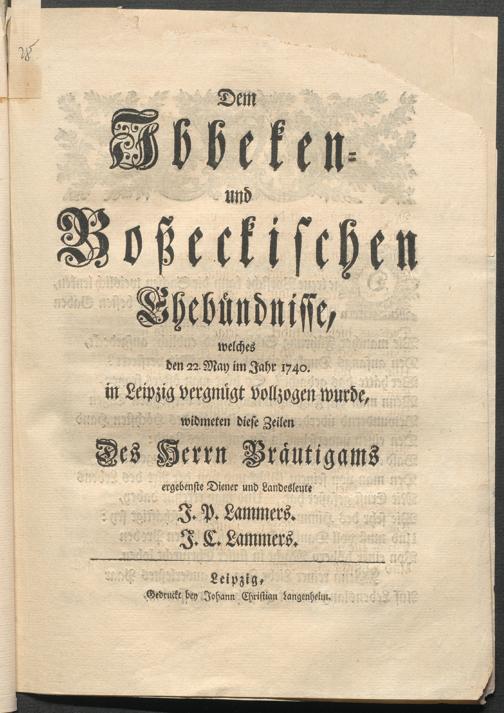 28
Dem
Ibbeken-
und
Boßeckischen
Ehebündnisse,
welches
den 22. May im Jahr 1740.
in Leipzig vergnügt vollzogen wurde,
widmeten diese Zeilen
Des Herrn Bräutigams
ergebenste Diener und Landesleute
J. P. Lammers.
J. C. Lammers.
Leipzig,
Gedruckt bey Johann Christian Langenheim.